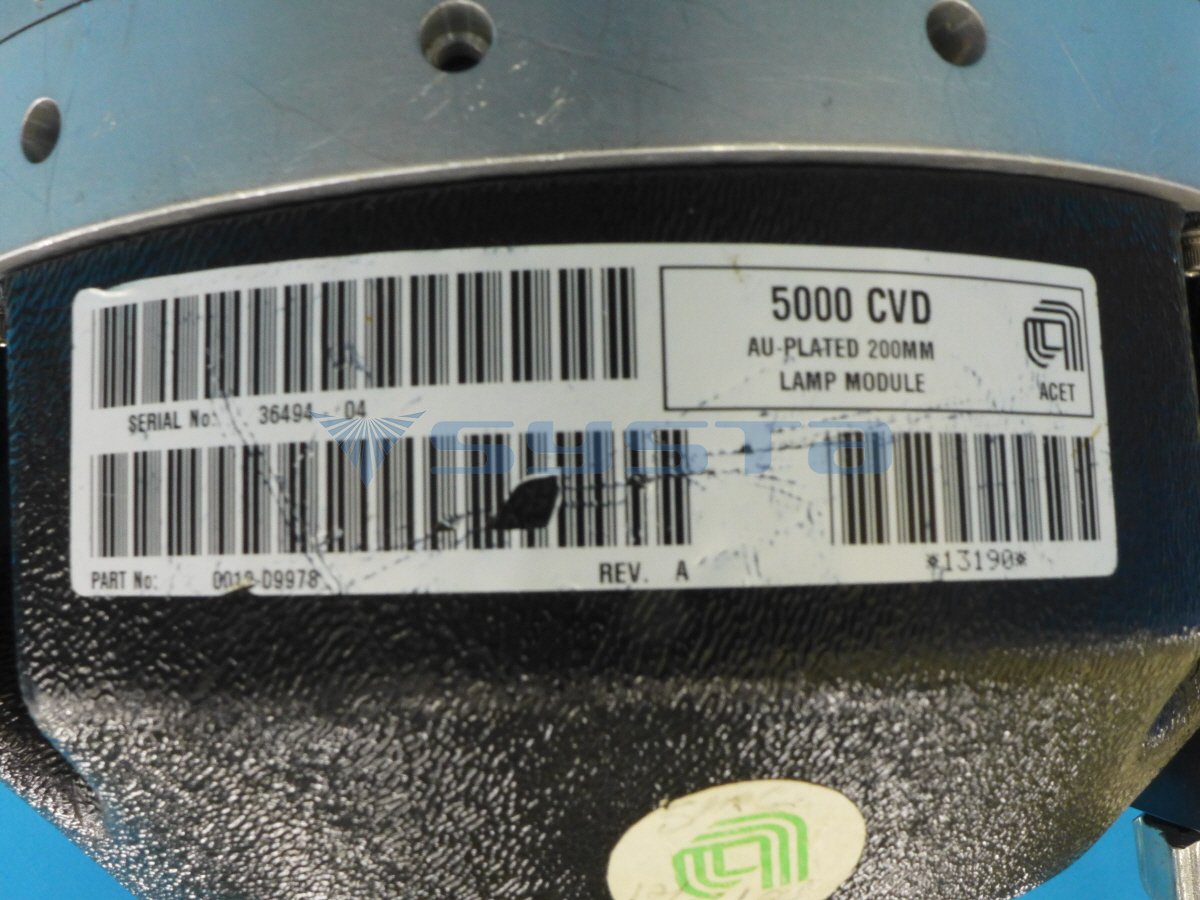 5000 CVD
AU-PLATED 200MM
LAMP MODULE
ACET
SERIAL No: 36494 04
SYSTA
PART No:
REV. A
*13190*